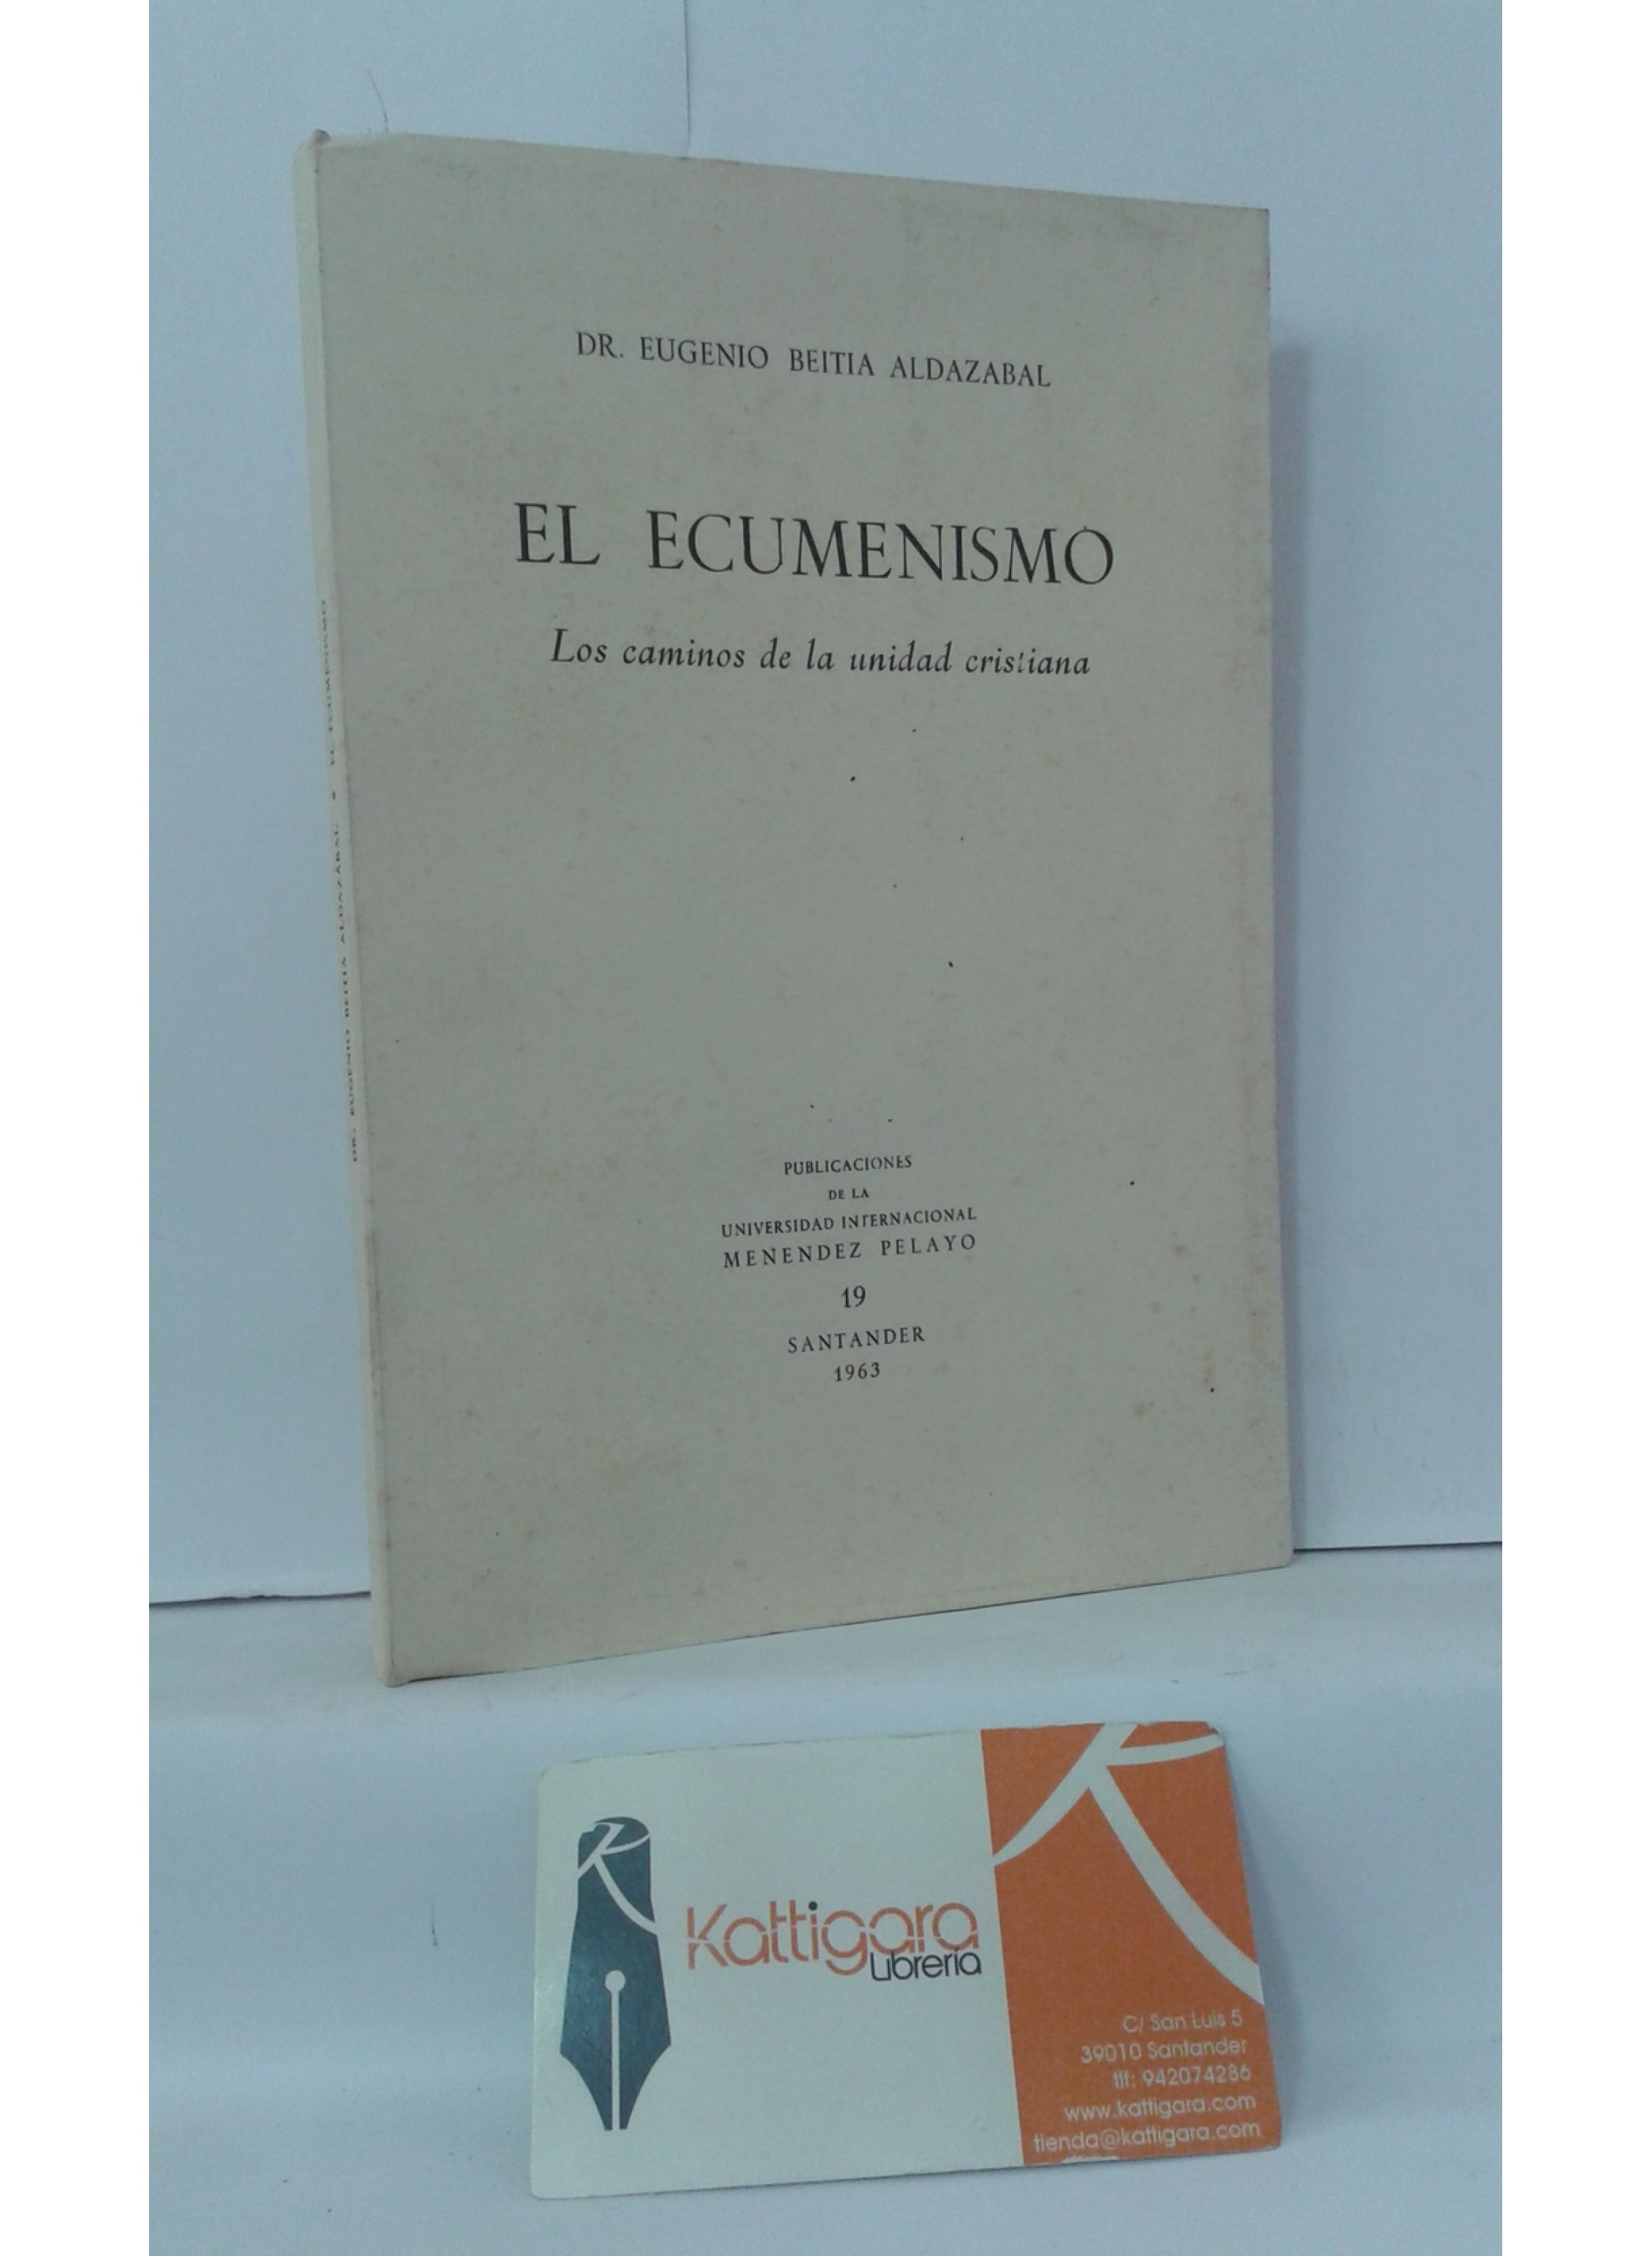 DR. EUGENIO BEITIA ALDAZABAL
EL ECUMENISMO
Los caminos de la unidad cristiana
PUBLICACIONES
DE LA
UNIVERSIDAD INTERNACIONAL
MENENDEZ PELAYO
19
SANTANDER
1963
DR. EUGENIO BEITIA ALDAZABAL • EL ECUMENISMO
Kattigara
Librería
C/ San Luis 5
39010 Santander
tlf: 942074286
www.kattigara.com
tienda@kattigara.com